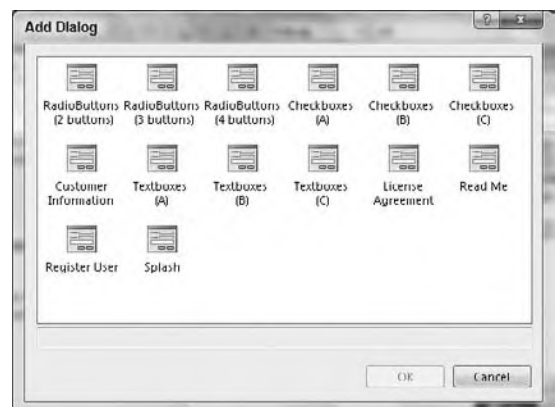 Add Dialog
RadioButtons RadioButtons RadioButtons Checkboxes Checkboxes Checkboxes
(2 buttons) (3 buttons) (4 buttons) (A) (B) (C)
Customer Textboxes Textboxes Textboxes License Read Me
Information (A) (B) (C) Agreement
Register User Splash
OK Cancel